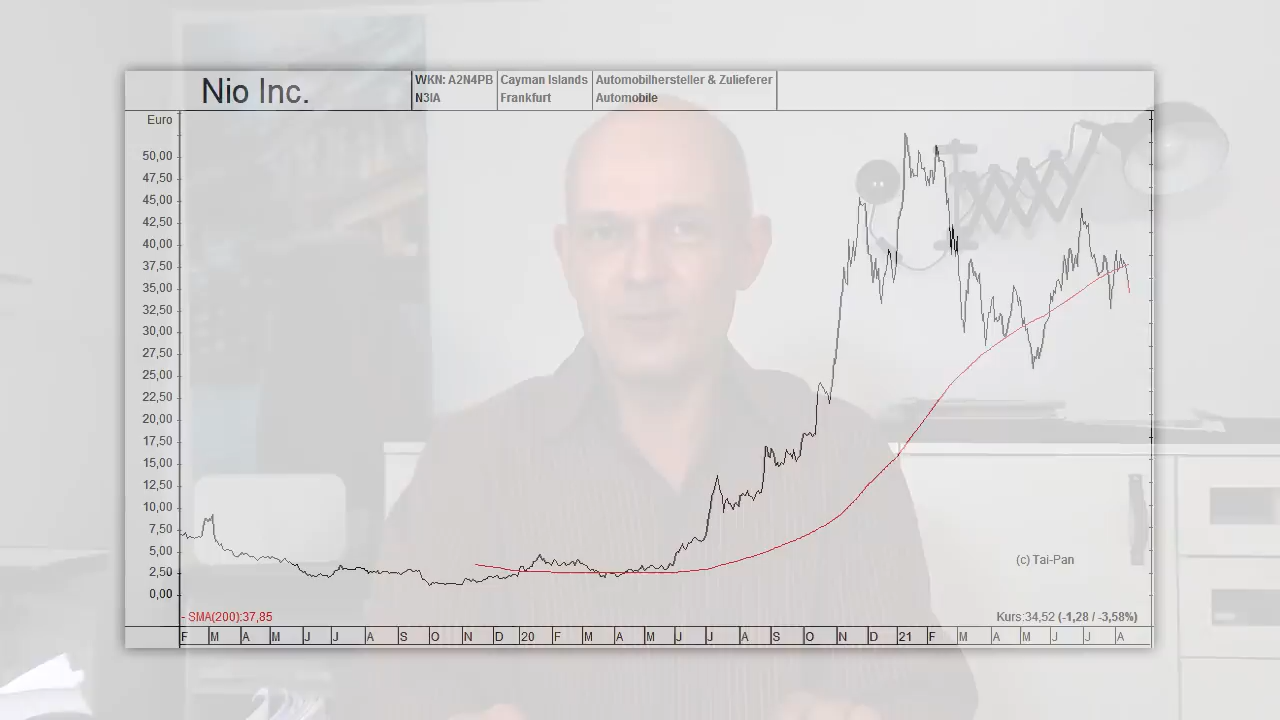 Nio Inc.
WKN: A2N4PB
N3IA
Cayman Islands
Frankfurt
Automobilhersteller & Zulieferer
Automobile
Euro
50,00
47,50
45,00
42,50
40,00
37,50
35,00
32,50
30,00
27,50
25,00
22,50
20,00
17,50
15,00
12,50
10,00
7,50
5,00
2,50
0,00
(c) Tai-Pan
- SMA(200):37,85
Kurs:34,52 (-1,28 / -3,58%)
F M A M J J A S O N D 20 F M A M J J A S O N D 21 F M A M J J A